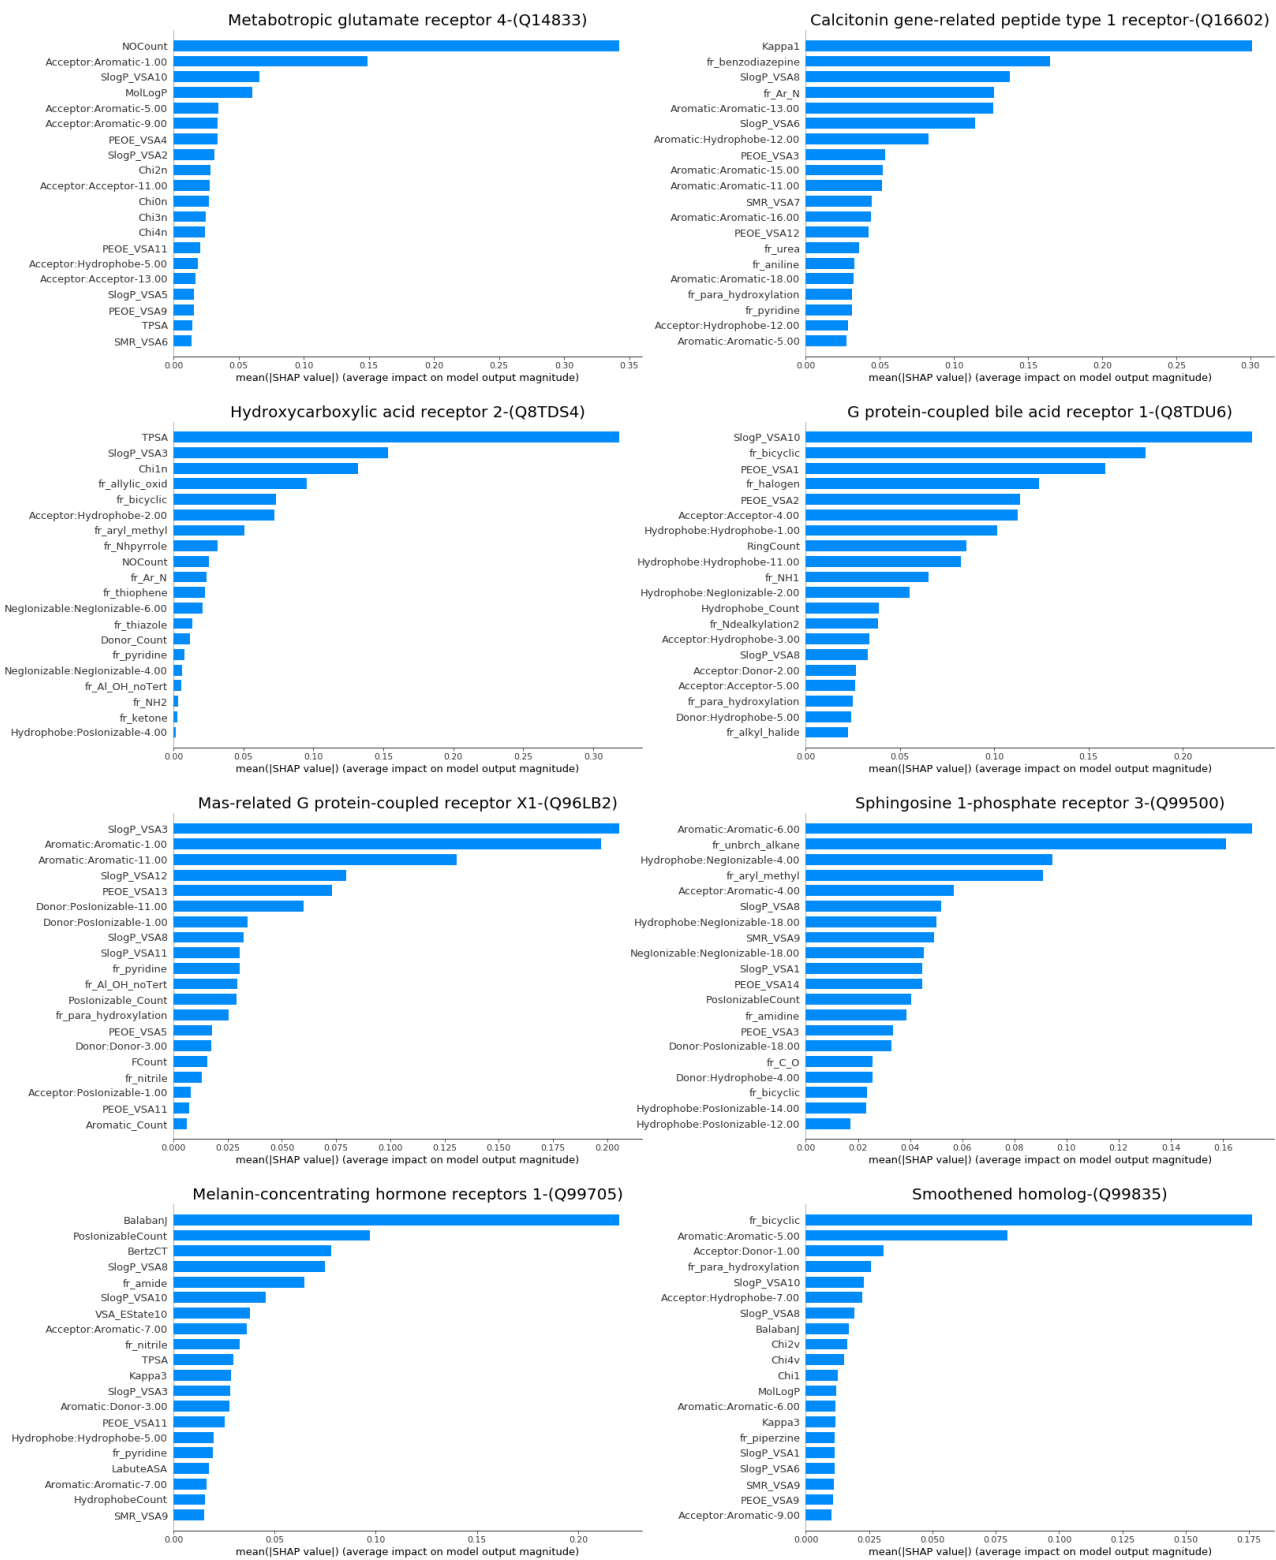 Metabotropic glutamate receptor 4-(Q14833)
NOCount
Acceptor:Aromatic-1.00
SlogP_VSA10
MolLogP
Acceptor:Aromatic-5.00
Acceptor:Aromatic-9.00
PEOE_VSA4
SlogP_VSA2
Chi2n
Acceptor:Acceptor-11.00
Chi0n
Chi3n
Chi4n
PEOE_VSA11
Acceptor:Hydrophobe-5.00
Acceptor:Acceptor-13.00
SlogP_VSA5
PEOE_VSA9
TPSA
SMR_VSA6
0.00 0.05 0.10 0.15 0.20 0.25 0.30 0.35
mean(|SHAP value|) (average impact on model output magnitude)
Calcitonin gene-related peptide type 1 receptor-(Q16602)
Kappa1
fr_benzodiazepine
SlogP_VSA8
fr_Ar_N
Aromatic:Aromatic-13.00
SlogP_VSA6
Aromatic:Hydrophobe-12.00
PEOE_VSA3
Aromatic:Aromatic-15.00
Aromatic:Aromatic-11.00
SMR_VSA7
Aromatic:Aromatic-16.00
PEOE_VSA12
fr_urea
fr_aniline
Aromatic:Aromatic-18.00
fr_para_hydroxylation
fr_pyridine
Acceptor:Hydrophobe-12.00
Aromatic:Aromatic-5.00
0.00 0.05 0.10 0.15 0.20 0.25 0.30
mean(|SHAP value|) (average impact on model output magnitude)
Hydroxycarboxylic acid receptor 2-(Q8TDS4)
TPSA
SlogP_VSA3
Chi1n
fr_allylic_oxid
fr_bicyclic
Acceptor:Hydrophobe-2.00
fr_aryl_methyl
fr_Nhpyrrole
NOCount
fr_Ar_N
fr_thiophene
NegIonizable:NegIonizable-6.00
fr_thiazole
Donor_Count
fr_pyridine
NegIonizable:NegIonizable-4.00
fr_Al_OH_noTert
fr_NH2
fr_ketone
Hydrophobe:PosIonizable-4.00
0.00 0.05 0.10 0.15 0.20 0.25 0.30
mean(|SHAP value|) (average impact on model output magnitude)
G protein-coupled bile acid receptor 1-(Q8TDU6)
SlogP_VSA10
fr_bicyclic
PEOE_VSA1
fr_halogen
PEOE_VSA2
Acceptor:Acceptor-4.00
Hydrophobe:Hydrophobe-1.00
RingCount
Hydrophobe:Hydrophobe-11.00
fr_NH1
Hydrophobe:NegIonizable-2.00
Hydrophobe_Count
fr_Ndealkylation2
Acceptor:Hydrophobe-3.00
SlogP_VSA8
Acceptor:Donor-2.00
Acceptor:Acceptor-5.00
fr_para_hydroxylation
Donor:Hydrophobe-5.00
fr_alkyl_halide
0.00 0.05 0.10 0.15 0.20
mean(|SHAP value|) (average impact on model output magnitude)
Mas-related G protein-coupled receptor X1-(Q96LB2)
SlogP_VSA3
Aromatic:Aromatic-1.00
Aromatic:Aromatic-11.00
SlogP_VSA12
PEOE_VSA13
Donor:PosIonizable-11.00
Donor:PosIonizable-1.00
SlogP_VSA8
SlogP_VSA11
fr_pyridine
fr_Al_OH_noTert
PosIonizable_Count
fr_para_hydroxylation
PEOE_VSA5
Donor:Donor-3.00
FCount
fr_nitrile
Acceptor:PosIonizable-1.00
PEOE_VSA11
Aromatic_Count
0.000 0.025 0.050 0.075 0.100 0.125 0.150 0.175 0.200
mean(|SHAP value|) (average impact on model output magnitude)
Sphingosine 1-phosphate receptor 3-(Q99500)
Aromatic:Aromatic-6.00
fr_unbrch_alkane
Hydrophobe:NegIonizable-4.00
fr_aryl_methyl
Acceptor:Aromatic-4.00
SlogP_VSA8
Hydrophobe:NegIonizable-18.00
SMR_VSA9
NegIonizable:NegIonizable-18.00
SlogP_VSA1
PEOE_VSA14
PosIonizableCount
fr_amidine
PEOE_VSA3
Donor:PosIonizable-18.00
fr_C_O
Donor:Hydrophobe-4.00
fr_bicyclic
Hydrophobe:PosIonizable-14.00
Hydrophobe:PosIonizable-12.00
0.00 0.02 0.04 0.06 0.08 0.10 0.12 0.14 0.16
mean(|SHAP value|) (average impact on model output magnitude)
Melanin-concentrating hormone receptors 1-(Q99705)
BalabanJ
PosIonizableCount
BertzCT
SlogP_VSA8
fr_amide
SlogP_VSA10
VSA_EState10
Acceptor:Aromatic-7.00
fr_nitrile
TPSA
Kappa3
SlogP_VSA3
Aromatic:Donor-3.00
PEOE_VSA11
Hydrophobe:Hydrophobe-5.00
fr_pyridine
LabuteASA
Aromatic:Aromatic-7.00
HydrophobeCount
SMR_VSA9
0.00 0.05 0.10 0.15 0.20
mean(|SHAP value|) (average impact on model output magnitude)
Smoothened homolog-(Q99835)
fr_bicyclic
Aromatic:Aromatic-5.00
Acceptor:Donor-1.00
fr_para_hydroxylation
SlogP_VSA10
Acceptor:Hydrophobe-7.00
SlogP_VSA8
BalabanJ
Chi2v
Chi4v
Chi1
MolLogP
Aromatic:Aromatic-6.00
Kappa3
fr_piperzine
SlogP_VSA1
SlogP_VSA6
SMR_VSA9
PEOE_VSA9
Acceptor:Aromatic-9.00
0.000 0.025 0.050 0.075 0.100 0.125 0.150 0.175
mean(|SHAP value|) (average impact on model output magnitude)